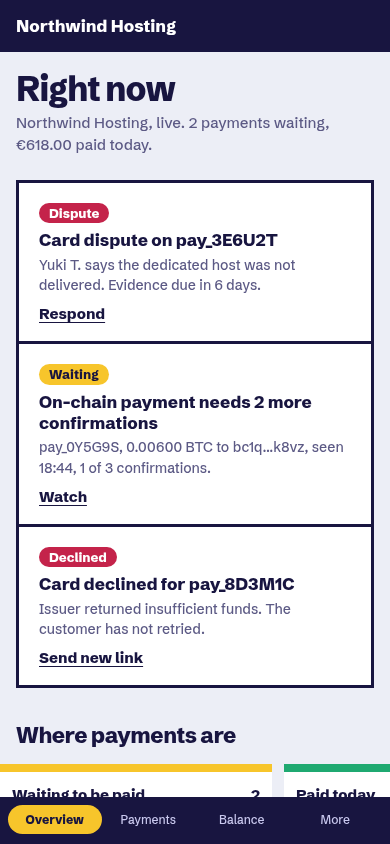 Northwind Hosting
Right now
Northwind Hosting, live. 2 payments waiting,
€618.00 paid today.
Dispute
Card dispute on pay_3E6U2T
Yuki T. says the dedicated host was not
delivered. Evidence due in 6 days.
Respond
Waiting
On-chain payment needs 2 more
confirmations
pay_0Y5G9S, 0.00600 BTC to bc1q…k8vz, seen
18:44, 1 of 3 confirmations.
Watch
Declined
Card declined for pay_8D3M1C
Issuer returned insufficient funds. The
customer has not retried.
Send new link
Where payments are
Waiting to be paid 2
Paid today
Overview Payments Balance More